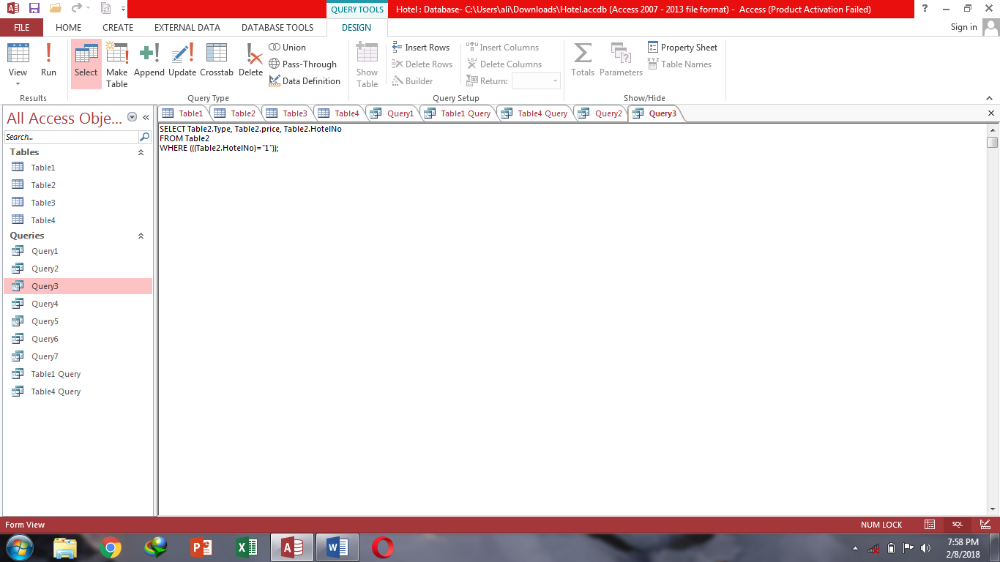 QUERY TOOLS
Hotel : Database- C:\Users\ali\Downloads\Hotel.accdb (Access 2007 - 2013 file format) - Access (Product Activation Failed)
FILE HOME CREATE EXTERNAL DATA DATABASE TOOLS DESIGN Sign in
View Run Select Make Table Append Update Crosstab Delete
Union
Pass-Through
Data Definition
Show Table
Insert Rows
Delete Rows
Builder
Insert Columns
Delete Columns
Return:
Totals Parameters
Property Sheet
Table Names
Results Query Type Query Setup Show/Hide
All Access Obje...
Search...
Tables
Table1
Table2
Table3
Table4
Queries
Query1
Query2
Query3
Query4
Query5
Query6
Query7
Table1 Query
Table4 Query
Table1 Table2 Table3 Table4 Query1 Table1 Query Table4 Query Query2 Query3
SELECT Table2.Type, Table2.price, Table2.HotelNo
FROM Table2
WHERE (((Table2.HotelNo)="1"));
Form View NUM LOCK SQL
7:58 PM
2/8/2018